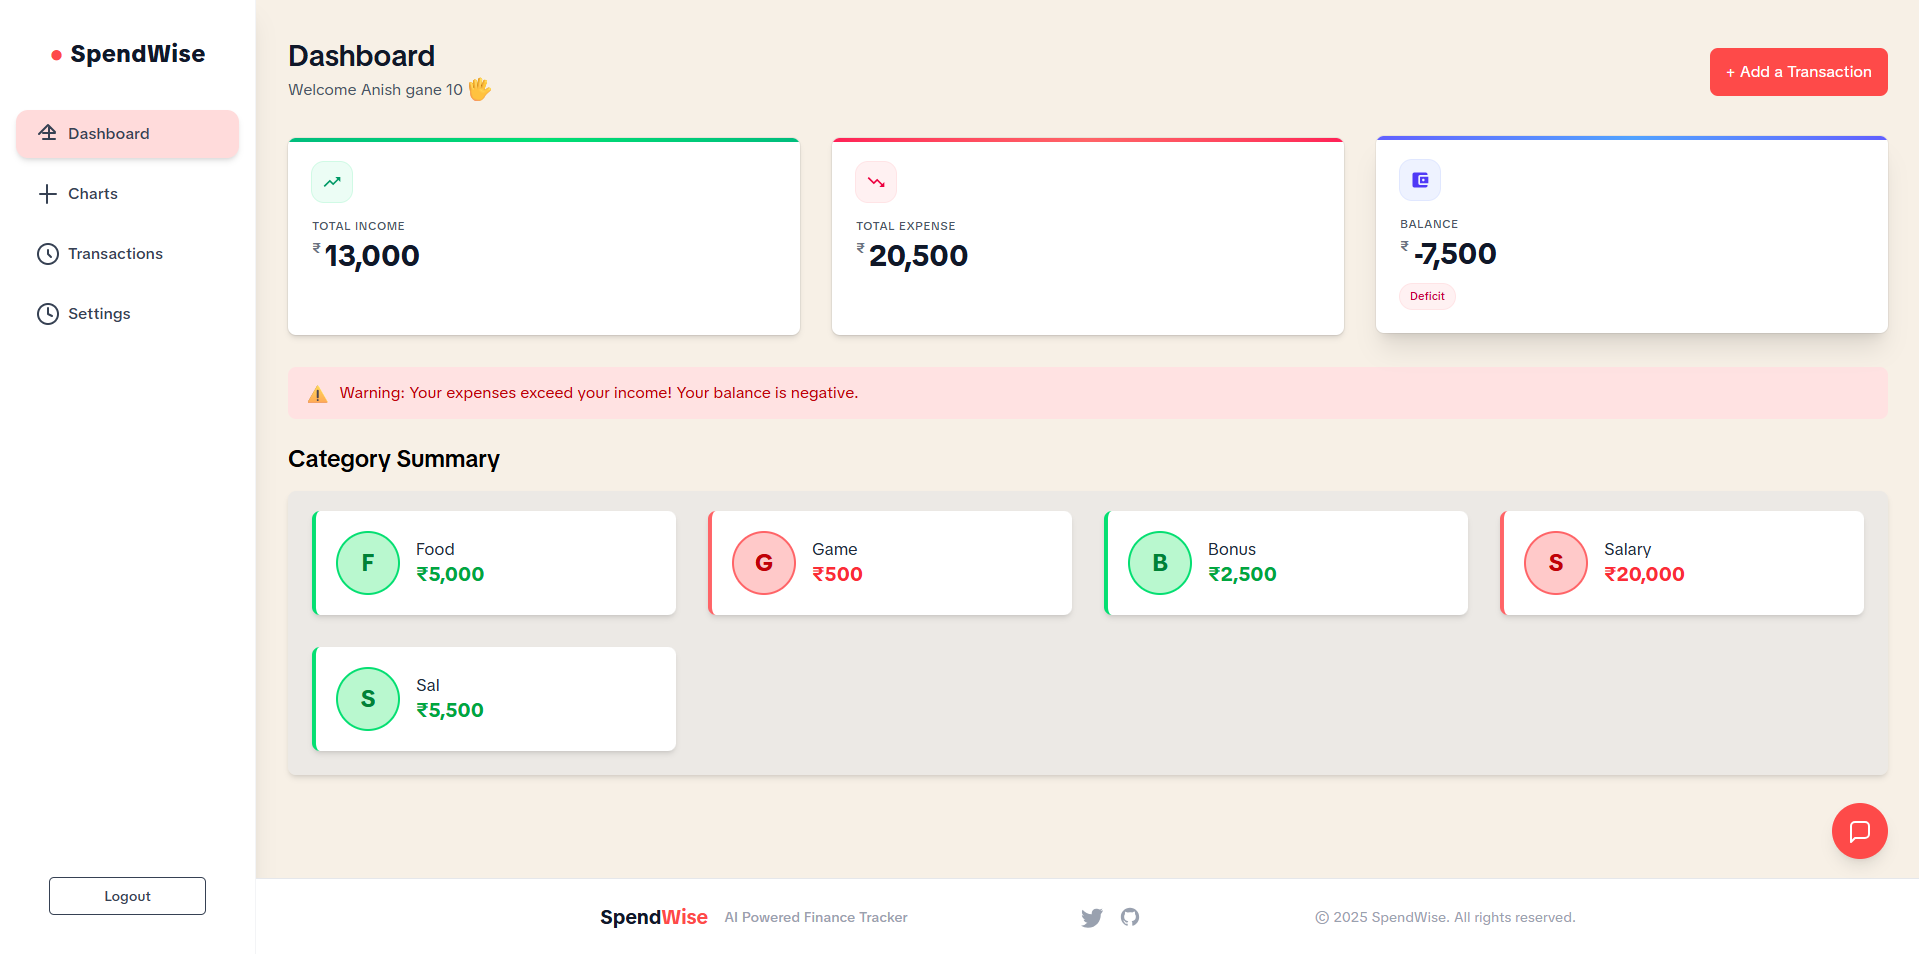 SpendWise
Dashboard
Charts
Transactions
Settings
Logout
Dashboard
Welcome Anish gane 10 🖐
+ Add a Transaction
TOTAL INCOME
₹13,000
TOTAL EXPENSE
₹20,500
BALANCE
₹-7,500
Deficit
⚠️ Warning: Your expenses exceed your income! Your balance is negative.
Category Summary
F
Food
₹5,000
G
Game
₹500
B
Bonus
₹2,500
S
Salary
₹20,000
S
Sal
₹5,500
SpendWise AI Powered Finance Tracker
© 2025 SpendWise. All rights reserved.